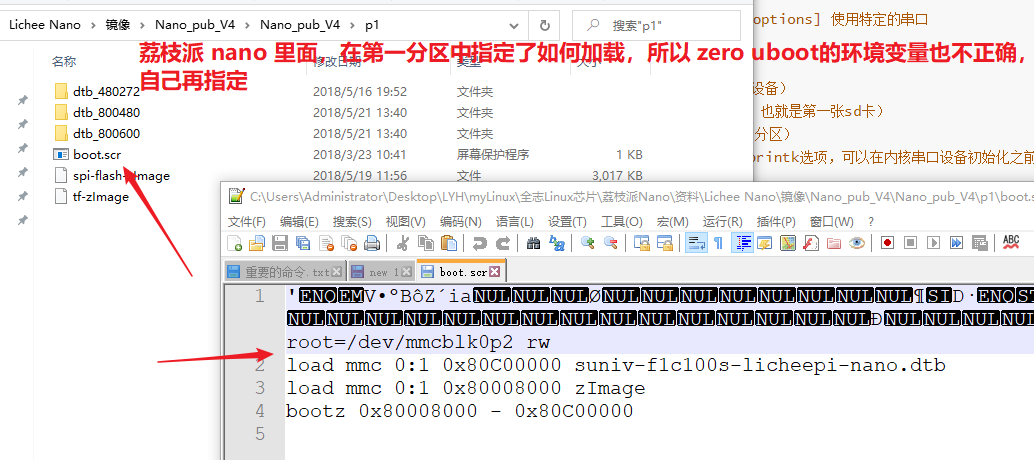 Lichee Nano > 镜像 > Nano_pub_V4 > Nano_pub_V4 > p1
搜索"p1"
荔枝派 nano 里面，在第一分区中指定了如何加载，所以 zero uboot的环境变量也不正确，
自己再指定
options] 使用特定的串口
设备）
也就是第一张sd卡）
分区）
printk选项，可以在内核串口设备初始化之前
名称
修改日期
类型
大小
dtb_480272 2018/5/16 19:52 文件夹
dtb_800480 2018/5/21 13:40 文件夹
dtb_800600 2018/5/21 13:40 文件夹
boot.scr 2018/3/23 10:41 屏幕保护程序 1 KB
spi-flash- Image 2018/5/19 11:56 文件 3,017 KB
tf-zImage
C:\Users\Administrator\Desktop\LYH\myLinux\全志Linux芯片\荔枝派Nano\资料\Lichee Nano\镜像\Nano_pub_V4\Nano_pub_V4\p1\boot.s
文件(F) 编辑(E) 搜索(S) 视图(V) 编码(N) 语言(L) 设置(T) 工具(O) 宏(M) 运行(R) 插件(P) 窗口(W) ?
重要的命令.txt new 1 boot.scr
1 'ENQEMV•°BôZ´iaNULNULNULØNULNULNULNULNULNULNULNUL¶SID·ENQST
root=/dev/mmcblk0p2 rw
2 load mmc 0:1 0x80C00000 suniv-f1c100s-licheepi-nano.dtb
3 load mmc 0:1 0x80008000 zImage
4 bootz 0x80008000 - 0x80C00000
5